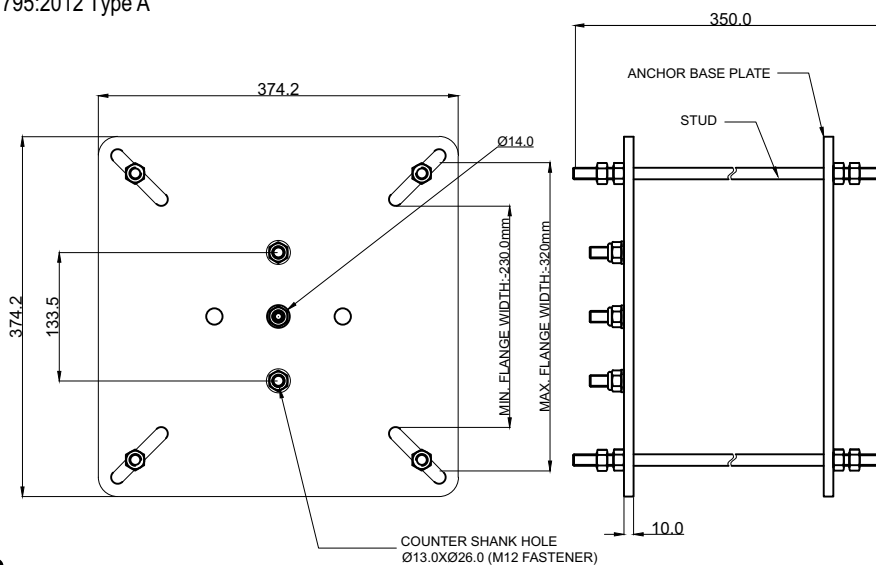 795:2012 Type A
350.0
ANCHOR BASE PLATE
374.2
STUD
Ø14.0
374.2
133.5
MIN. FLANGE WIDTH:-230.0mm
MAX. FLANGE WIDTH:-320mm
10.0
COUNTER SHANK HOLE
Ø13.0XØ26.0 (M12 FASTENER)